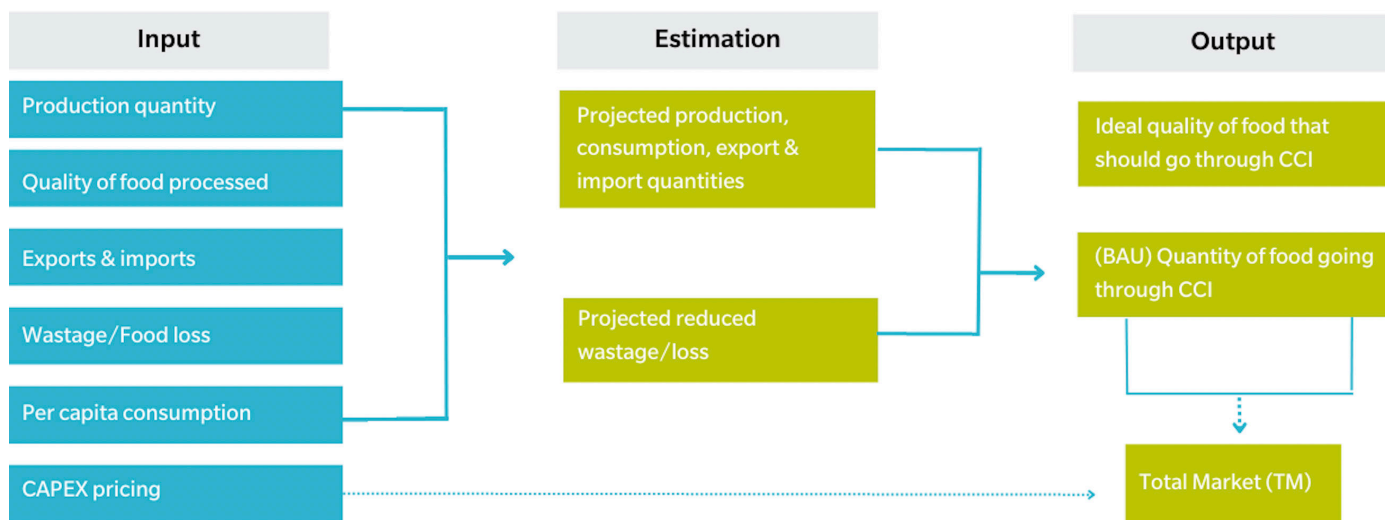 Input
Production quantity
Quality of food processed
Exports & imports
Wastage/Food loss
Per capita consumption
CAPEX pricing
Estimation
Projected production,
consumption, export &
import quantities
Projected reduced
wastage/loss
Output
Ideal quality of food that
should go through CCI
(BAU) Quantity of food going
through CCI
Total Market (TM)